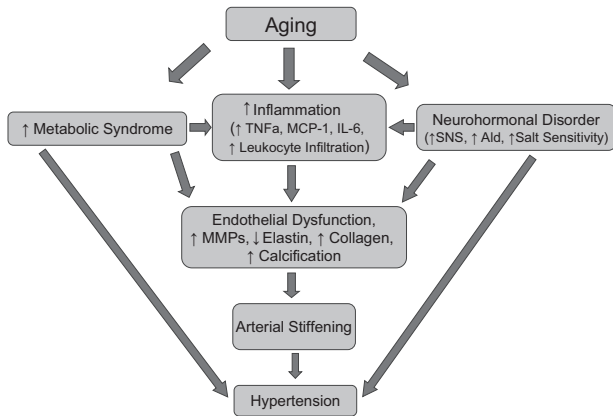 Aging
↑ Inflammation
(↑ TNFa, MCP-1, IL-6,
↑ Leukocyte Infiltration)
↑ Metabolic Syndrome
Neurohormonal Disorder
(↑SNS, ↑ Ald, ↑Salt Sensitivity)
Endothelial Dysfunction,
↑ MMPs, ↓ Elastin, ↑ Collagen,
↑ Calcification
Arterial Stiffening
Hypertension